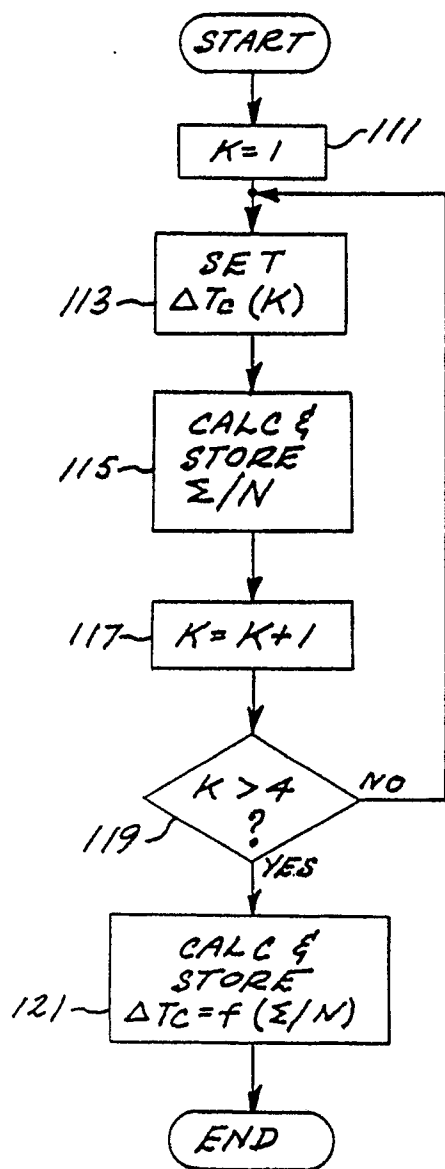 START
K=1
111
SET
ΔTc (K)
113
CALC &
STORE
Σ/N
115
K=K+1
117
K>4
?
119
NO
YES
CALC &
STORE
ΔTc=f(Σ/N)
121
END